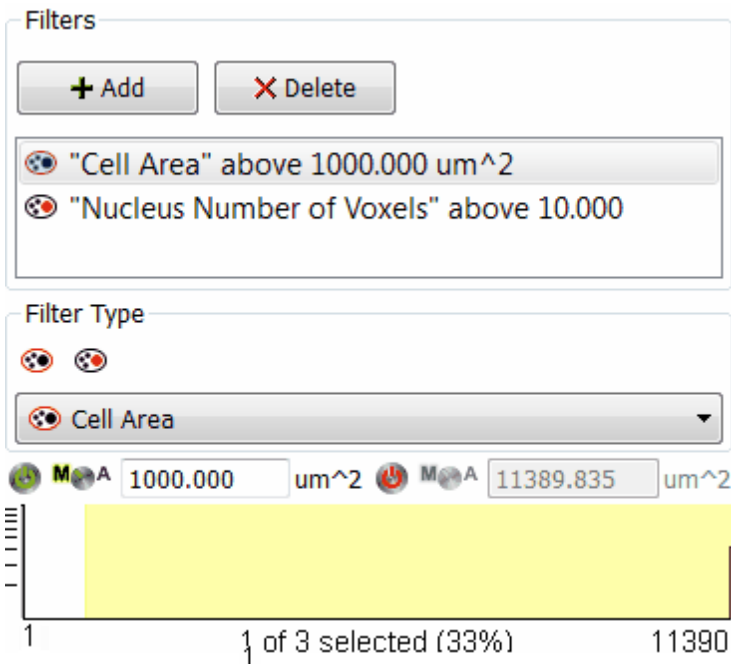 Filters
Add
Delete
"Cell Area" above 1000.000 um^2
"Nucleus Number of Voxels" above 10.000
Filter Type
Cell Area
M A 1000.000 um^2 M A 11389.835 um^2
1 1 of 3 selected (33%) 11390
1